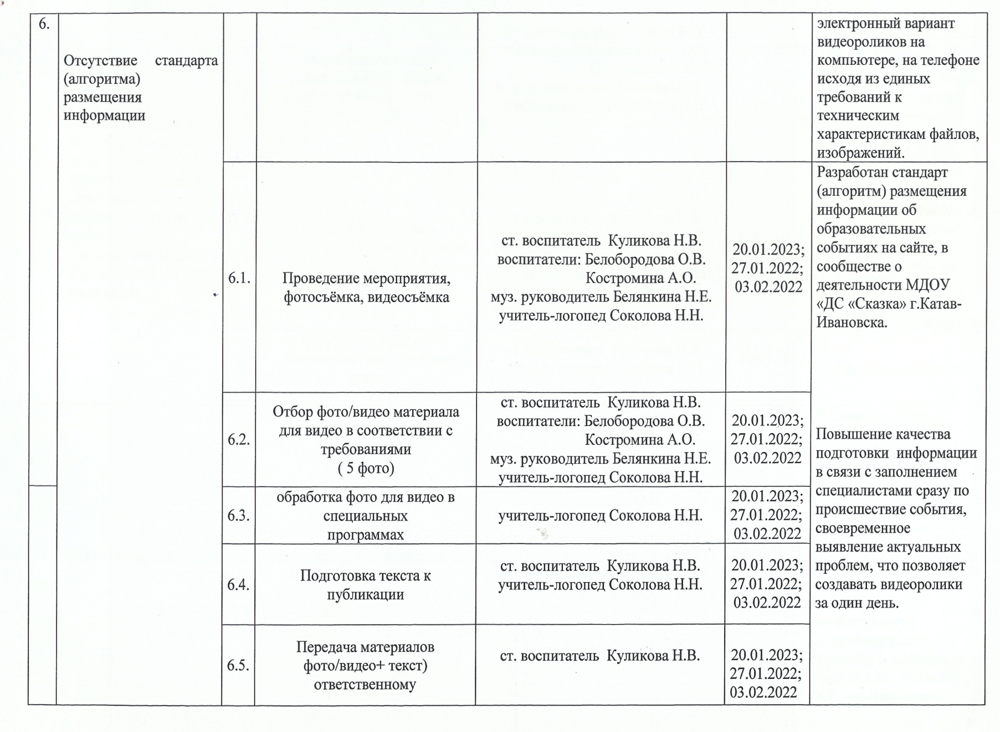 6.
Отсутствие стандарта
(алгоритма)
размещения
информации
электронный вариант
видеороликов на
компьютере, на телефоне
исходя из единых
требований к
техническим
характеристикам файлов,
изображений.
6.1.
Проведение мероприятия,
фотосъёмка, видеосъёмка
ст. воспитатель Куликова Н.В.
воспитатели: Белобородова О.В.
Костромина А.О.
муз. руководитель Белянкина Н.Е.
учитель-логопед Соколова Н.Н.
20.01.2023;
27.01.2022;
03.02.2022
Разработан стандарт
(алгоритм) размещения
информации об
образовательных
событиях на сайте, в
сообществе о
деятельности МДОУ
«ДС «Сказка» г.Катав-
Ивановска.
6.2.
Отбор фото/видео материала
для видео в соответствии с
требованиями
( 5 фото)
ст. воспитатель Куликова Н.В.
воспитатели: Белобородова О.В.
Костромина А.О.
муз. руководитель Белянкина Н.Е.
учитель-логопед Соколова Н.Н.
20.01.2023;
27.01.2022;
03.02.2022
Повышение качества
подготовки информации
в связи с заполнением
специалистами сразу по
происшествие события,
своевременное
выявление актуальных
проблем, что позволяет
создавать видеоролики
за один день.
6.3.
обработка фото для видео в
специальных
программах
учитель-логопед Соколова Н.Н.
20.01.2023;
27.01.2022;
03.02.2022
6.4.
Подготовка текста к
публикации
ст. воспитатель Куликова Н.В.
учитель-логопед Соколова Н.Н.
20.01.2023;
27.01.2022;
03.02.2022
6.5.
Передача материалов
фото/видео+ текст)
ответственному
ст. воспитатель Куликова Н.В.
20.01.2023;
27.01.2022;
03.02.2022